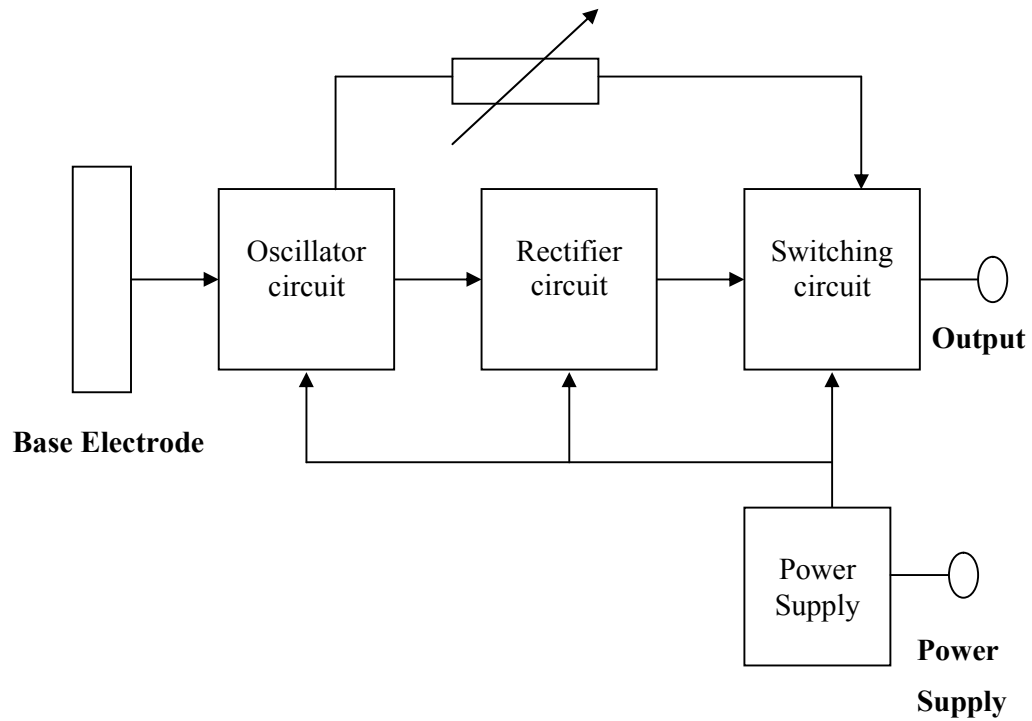 Oscillator
circuit
Rectifier
circuit
Switching
circuit
Output
Base Electrode
Power
Supply
Power
Supply